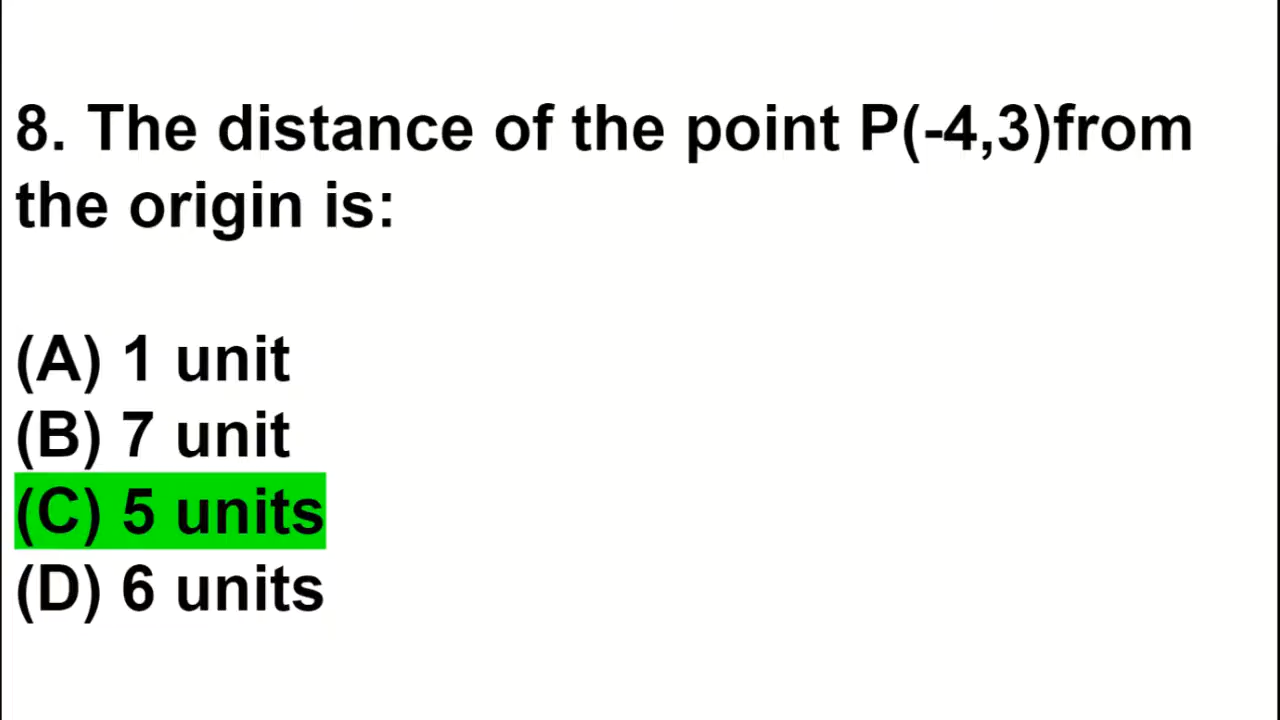 8. The distance of the point P(-4,3)from
the origin is:
(A) 1 unit
(B) 7 unit
(C) 5 units
(D) 6 units